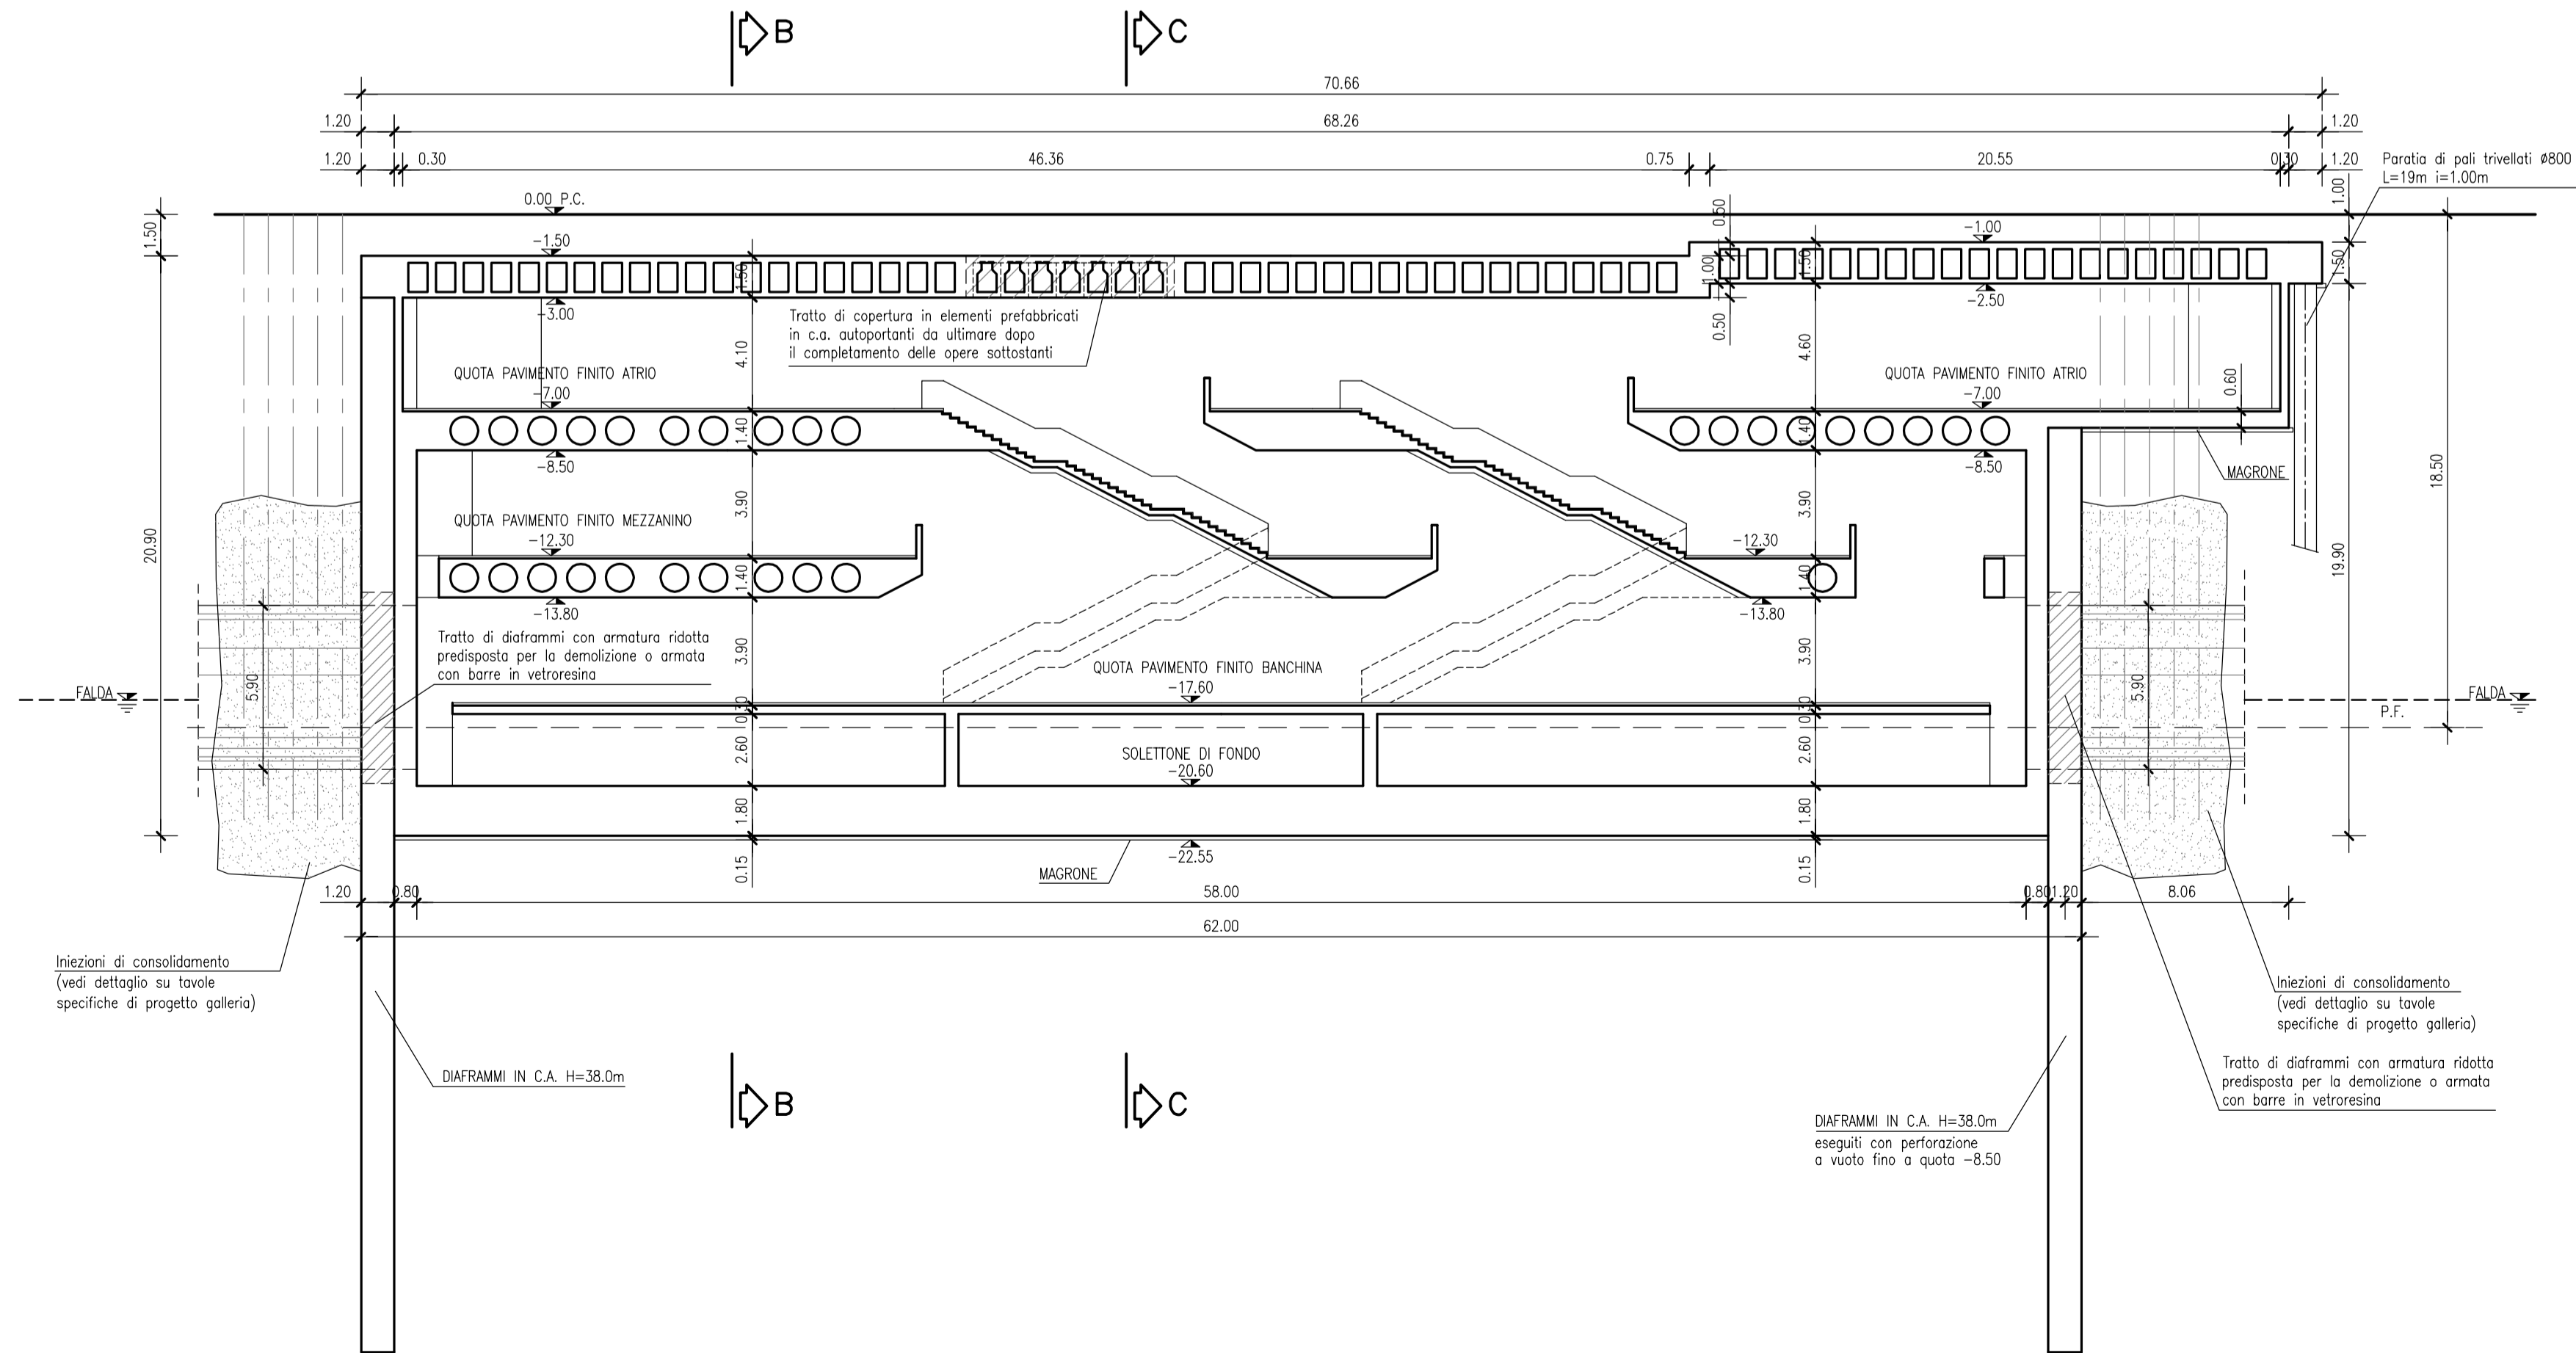 B
C
70.66
1.20
68.26
1.20
1.20
0.30
46.36
0.75
20.55
0.30
1.20
Paratia di pali trivellati Ø800
L=19m i=1.00m
1.00
0.00 P.C.
1.50
0.50
-1.50
-1.00
1.50
1.00
1.50
1.50
-3.00
-2.50
0.50
Tratto di copertura in elementi prefabbricati
in c.a. autoportanti da ultimare dopo
il completamento delle opere sottostanti
4.10
4.60
QUOTA PAVIMENTO FINITO ATRIO
-7.00
QUOTA PAVIMENTO FINITO ATRIO
-7.00
0.60
1.40
1.40
-8.50
-8.50
MAGRONE
18.50
3.90
3.90
QUOTA PAVIMENTO FINITO MEZZANINO
-12.30
-12.30
20.90
19.90
1.40
1.40
-13.80
-13.80
Tratto di diaframmi con armatura ridotta
predisposta per la demolizione o armata
con barre in vetroresina
3.90
3.90
QUOTA PAVIMENTO FINITO BANCHINA
-17.60
5.90
5.90
FALDA
FALDA
P.F.
0.30
0.30
2.60
2.60
SOLETTONE DI FONDO
-20.60
1.80
1.80
-22.55
MAGRONE
0.15
0.15
1.20
0.80
58.00
0.80
1.20
8.06
62.00
Iniezioni di consolidamento
(vedi dettaglio su tavole
specifiche di progetto galleria)
Iniezioni di consolidamento
(vedi dettaglio su tavole
specifiche di progetto galleria)
Tratto di diaframmi con armatura ridotta
predisposta per la demolizione o armata
con barre in vetroresina
DIAFRAMMI IN C.A. H=38.0m
B
C
DIAFRAMMI IN C.A. H=38.0m
eseguiti con perforazione
a vuoto fino a quota -8.50